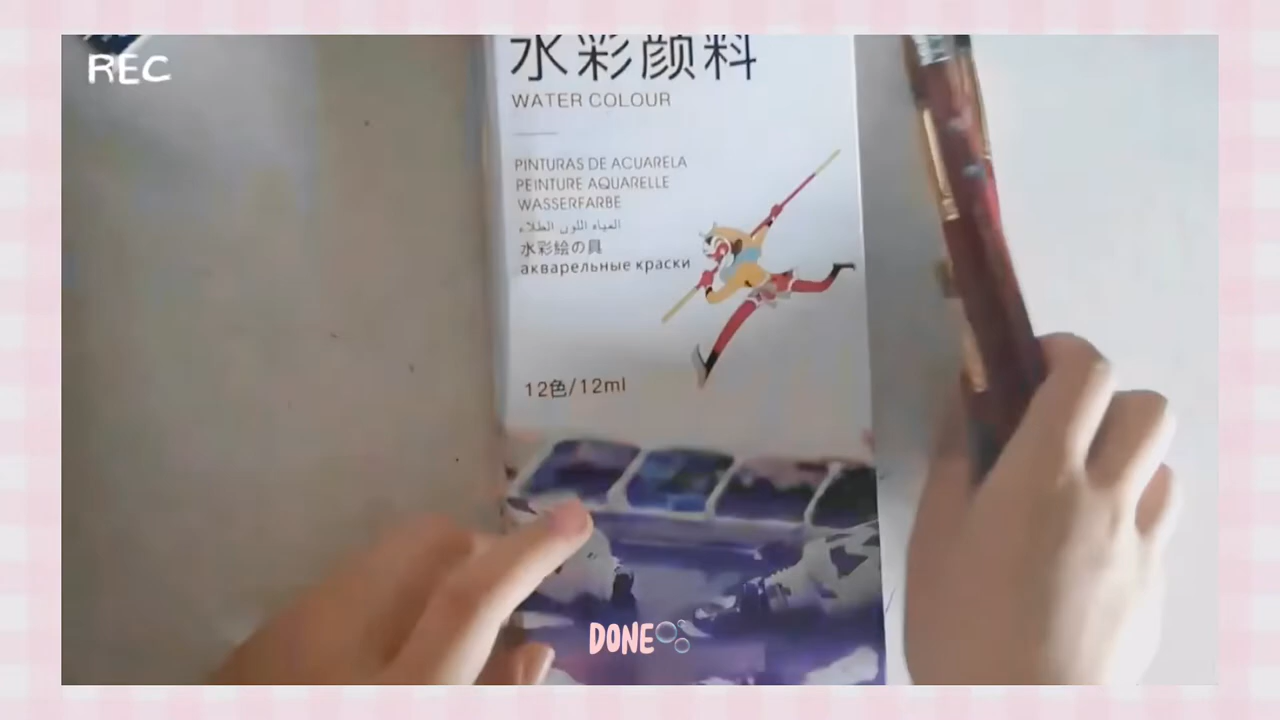 REC
水彩颜料
WATER COLOUR
PINTURAS DE ACUARELA
PEINTURE AQUARELLE
WASSERFARBE
المياه اللون الطلاء
水彩絵の具
акварельные краски
12色/12ml
DONE